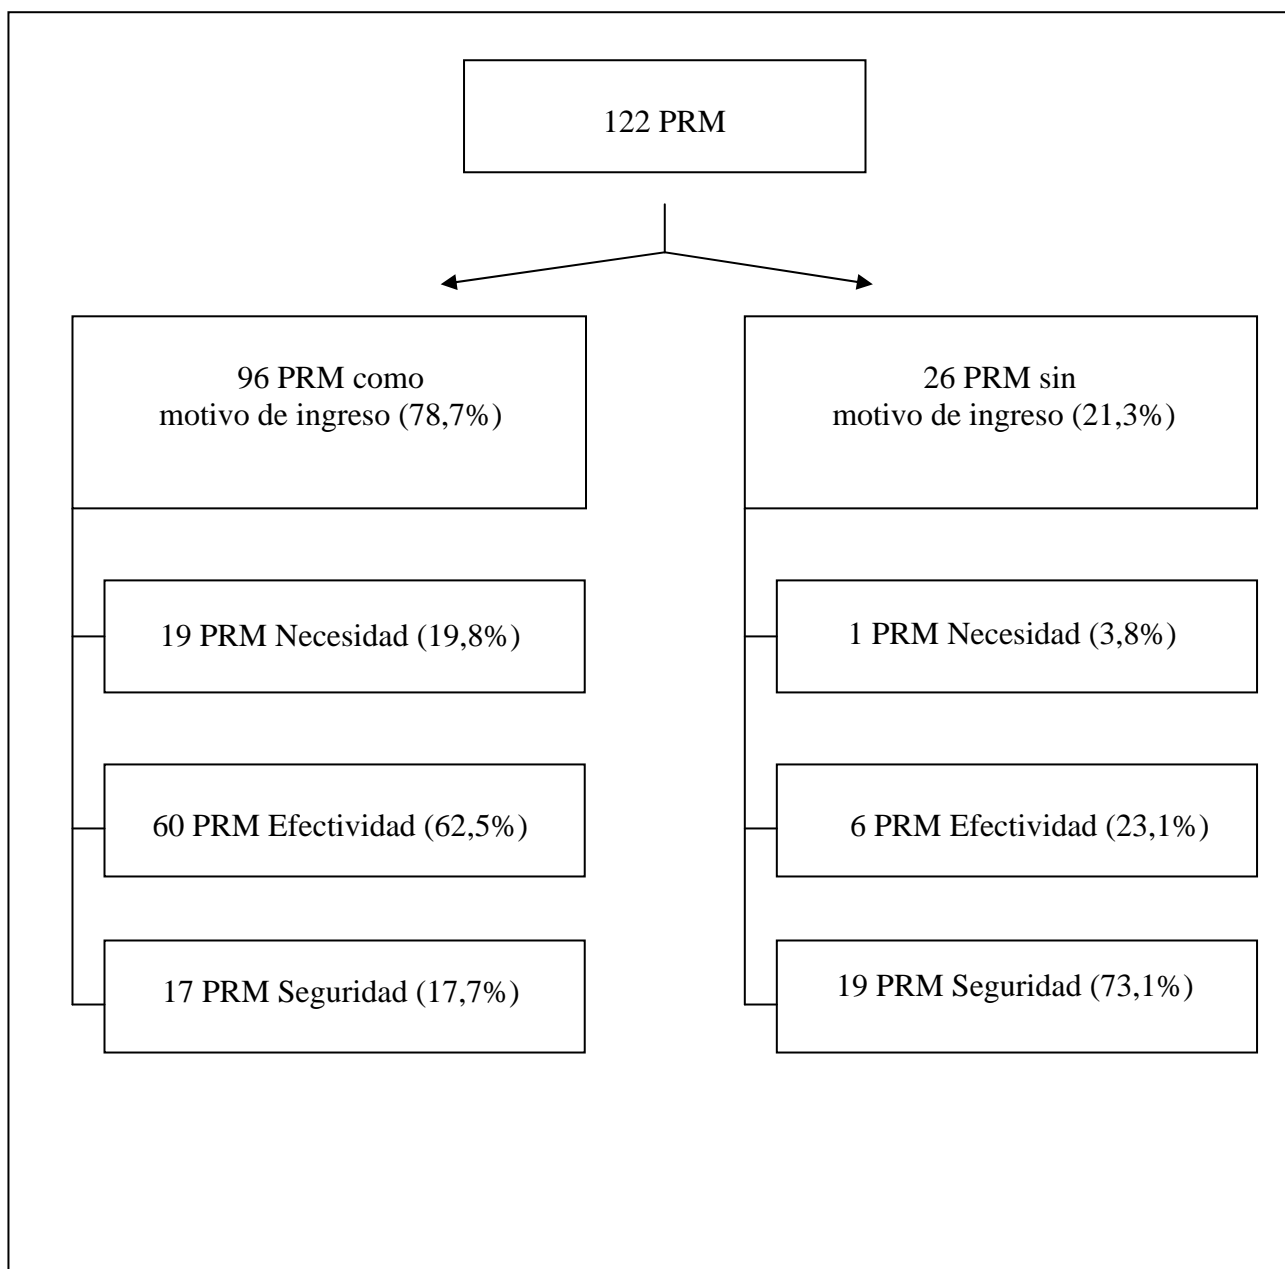 122 PRM
96 PRM como
motivo de ingreso (78,7%)
19 PRM Necesidad (19,8%)
60 PRM Efectividad (62,5%)
17 PRM Seguridad (17,7%)
26 PRM sin
motivo de ingreso (21,3%)
1 PRM Necesidad (3,8%)
6 PRM Efectividad (23,1%)
19 PRM Seguridad (73,1%)